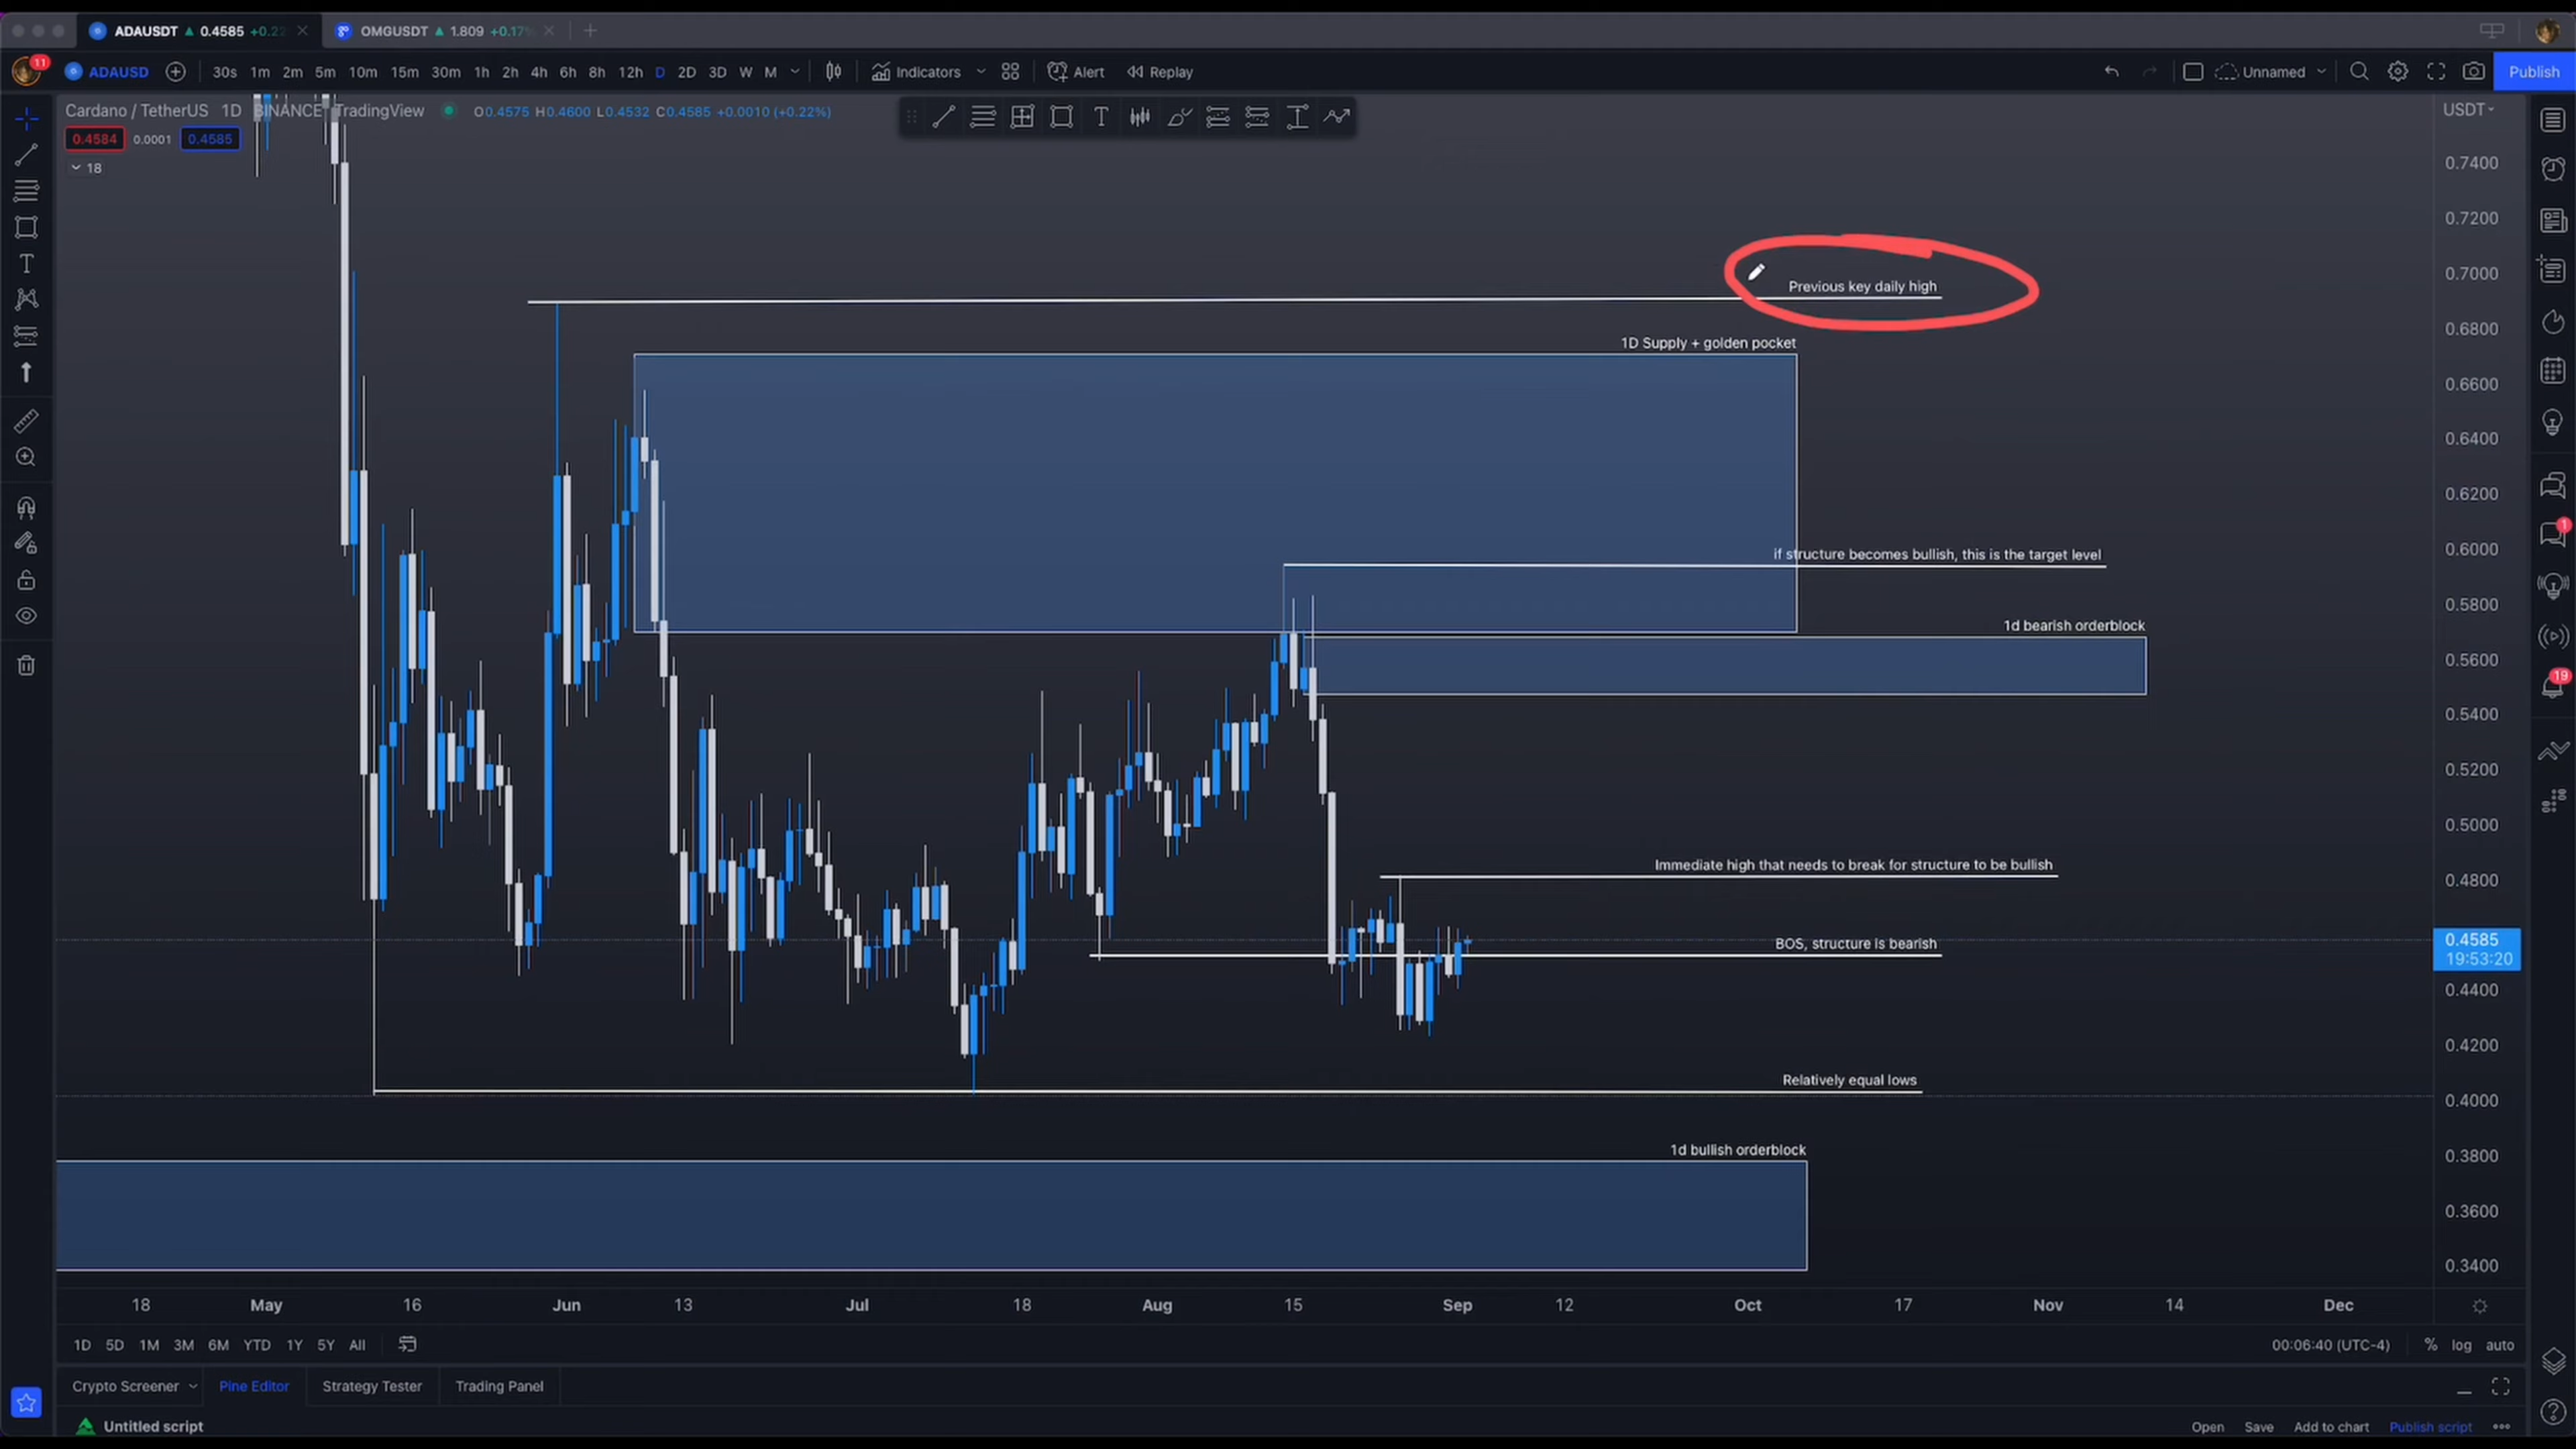 ADAUSDT ▲ 0.4585 +0.22
OMGUSDT ▲ 1.809 +0.17%
11
ADAUSD 30s 1m 2m 5m 10m 15m 30m 1h 2h 4h 6h 8h 12h D 2D 3D W M Indicators Alert Replay Unnamed Publish
Cardano / TetherUS 1D BINANCE TradingView O0.4575 H0.4600 L0.4532 C0.4585 +0.0010 (+0.22%)
USDT
0.4584 0.0001 0.4585
18
0.7400
0.7200
0.7000
Previous key daily high
0.6800
1D Supply + golden pocket
0.6600
0.6400
0.6200
0.6000
if structure becomes bullish, this is the target level
0.5800
1d bearish orderblock
0.5600
0.5400
0.5200
0.5000
Immediate high that needs to break for structure to be bullish
0.4800
BOS, structure is bearish
0.4585
19:53:20
0.4400
0.4200
Relatively equal lows
0.4000
1d bullish orderblock
0.3800
0.3600
0.3400
1
19
18 May 16 Jun 13 Jul 18 Aug 15 Sep 12 Oct 17 Nov 14 Dec
1D 5D 1M 3M 6M YTD 1Y 5Y All 00:06:40 (UTC-4) % log auto
Crypto Screener Pine Editor Strategy Tester Trading Panel
Untitled script Open Save Add to chart Publish script